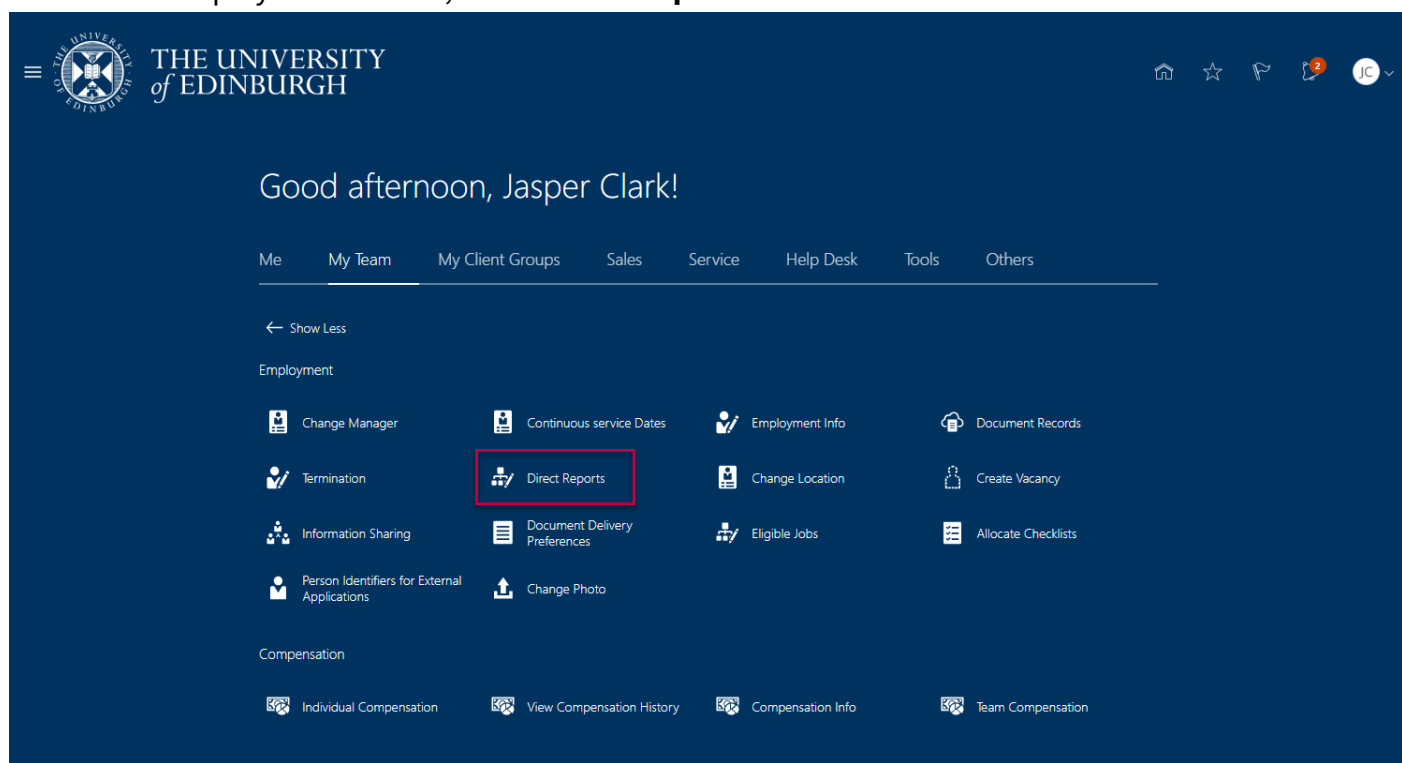 THE UNIVERSITY
of EDINBURGH
2
JC
Good afternoon, Jasper Clark!
Me My Team My Client Groups Sales Service Help Desk Tools Others
Show Less
Employment
Change Manager Continuous service Dates Employment Info Document Records
Termination Direct Reports Change Location Create Vacancy
Information Sharing Document Delivery Preferences Eligible Jobs Allocate Checklists
Person Identifiers for External Applications Change Photo
Compensation
Individual Compensation View Compensation History Compensation Info Team Compensation